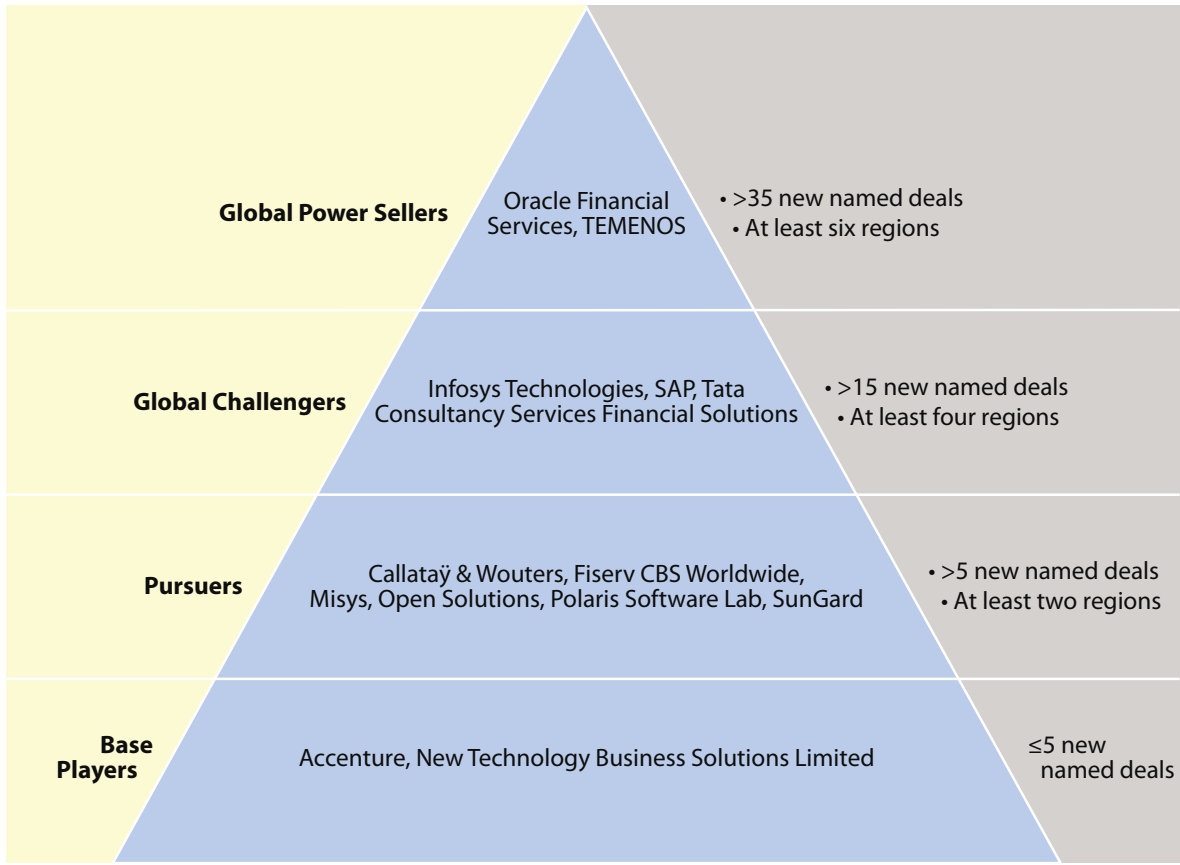 Global Power Sellers
Oracle Financial
Services, TEMENOS
• >35 new named deals
• At least six regions
Global Challengers
Infosys Technologies, SAP, Tata
Consultancy Services Financial Solutions
• >15 new named deals
• At least four regions
Pursuers
Callataÿ & Wouters, Fiserv CBS Worldwide,
Misys, Open Solutions, Polaris Software Lab, SunGard
• >5 new named deals
• At least two regions
Base
Players
Accenture, New Technology Business Solutions Limited
≤5 new
named deals